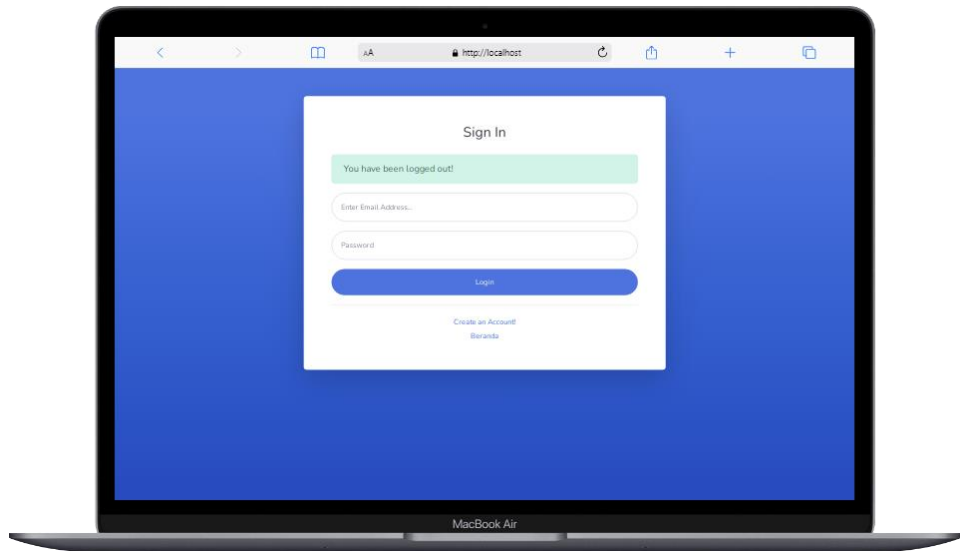 AA http://localhost
Sign In
You have been logged out!
Enter Email Address...
Password
Login
Create an Account!
Beranda
MacBook Air